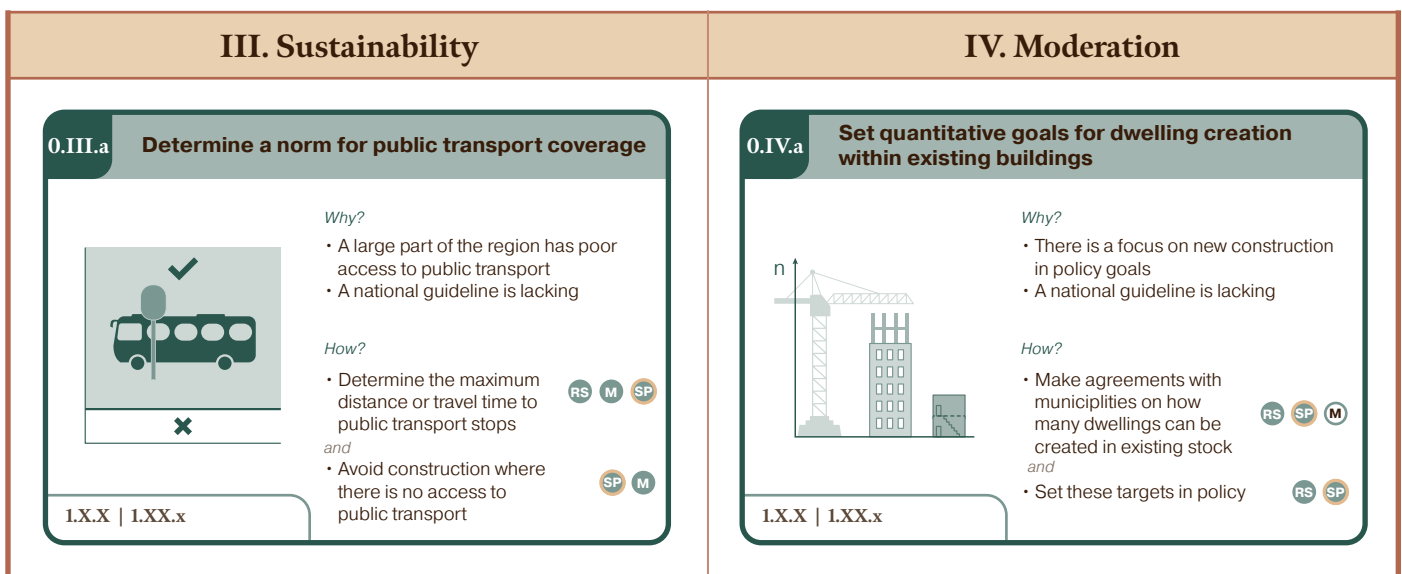 III. Sustainability
0.III.a
Determine a norm for public transport coverage
Why?
• A large part of the region has poor
access to public transport
• A national guideline is lacking
How?
• Determine the maximum
distance or travel time to
public transport stops
RS M SP
and
• Avoid construction where
there is no access to
public transport
SP M
1.X.X | 1.XX.x
IV. Moderation
0.IV.a
Set quantitative goals for dwelling creation
within existing buildings
n
Why?
• There is a focus on new construction
in policy goals
• A national guideline is lacking
How?
• Make agreements with
municiplities on how
many dwellings can be
created in existing stock
RS SP M
and
• Set these targets in policy
RS SP
1.X.X | 1.XX.x